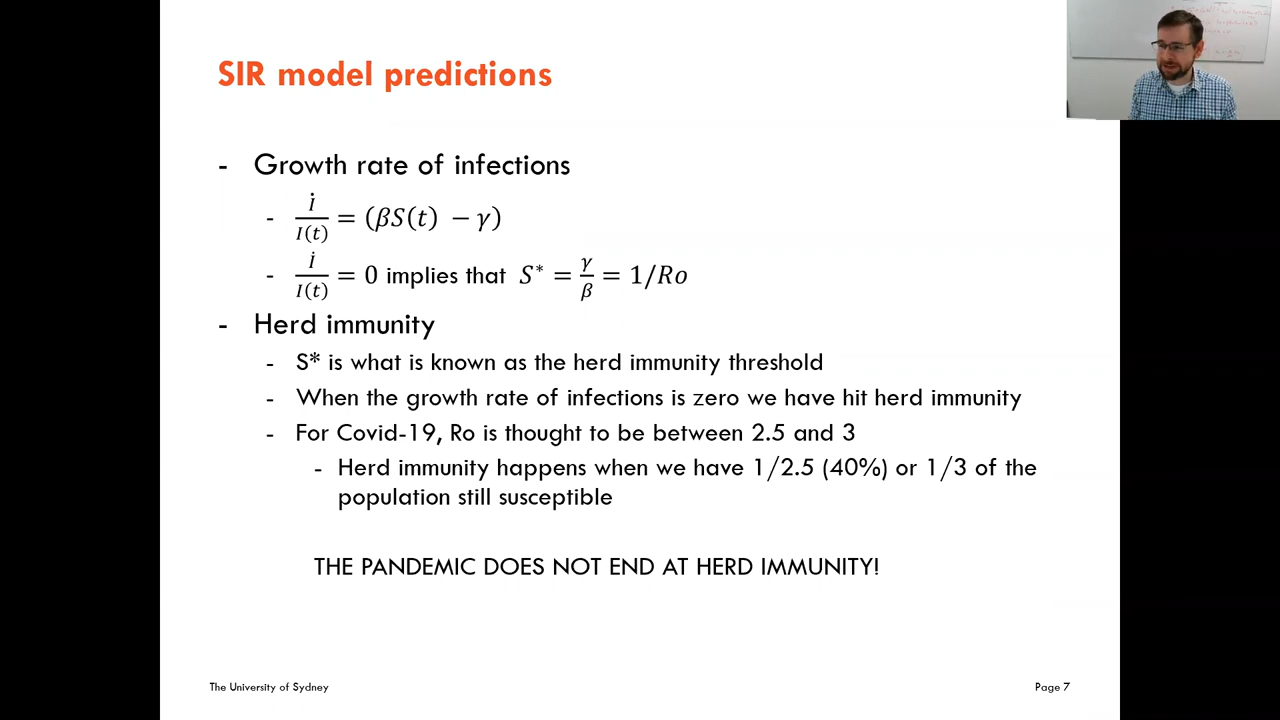 SIR model predictions
- Growth rate of infections
- İ/I(t) = (βS(t) − γ)
- İ/I(t) = 0 implies that S* = γ/β = 1/Ro
- Herd immunity
- S* is what is known as the herd immunity threshold
- When the growth rate of infections is zero we have hit herd immunity
- For Covid-19, Ro is thought to be between 2.5 and 3
- Herd immunity happens when we have 1/2.5 (40%) or 1/3 of the
population still susceptible
THE PANDEMIC DOES NOT END AT HERD IMMUNITY!
The University of Sydney
Page 7